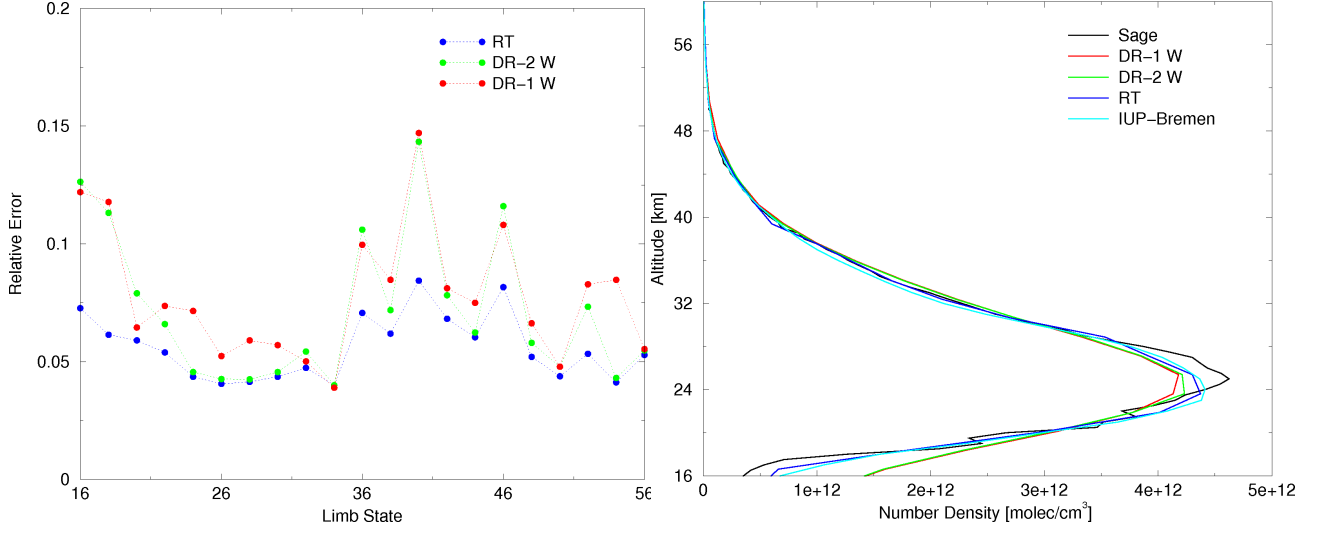 0.2
0.15
0.1
0.05
0
Relative Error
16
26
36
46
56
Limb State
RT
DR−2 W
DR−1 W
56
48
40
32
24
16
Altitude [km]
0
1e+12
2e+12
3e+12
4e+12
5e+12
Number Density [molec/cm³]
Sage
DR−1 W
DR−2 W
RT
IUP−Bremen